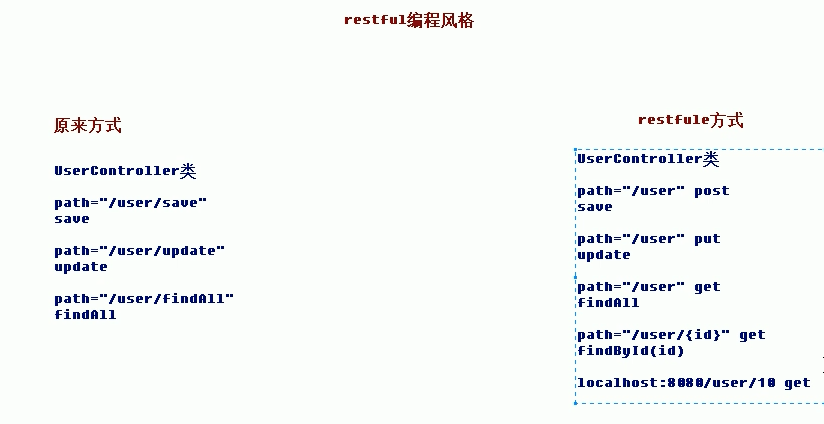 restful编程风格
原来方式
UserController类
path="/user/save"
save
path="/user/update"
update
path="/user/findAll"
findAll
restfule方式
UserController类
path="/user" post
save
path="/user" put
update
path="/user" get
findAll
path="/user/{id}" get
findById(id)
localhost:8080/user/10 get